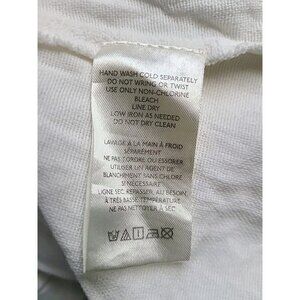 HAND WASH COLD SEPARATELY
DO NOT WRING OR TWIST
USE ONLY NON-CHLORINE
BLEACH
LINE DRY
LOW IRON AS NEEDED
DO NOT DRY CLEAN
LAVAGE À LA MAIN À FROID
SÉPARÉMENT
NE PAS TORDRE OU ESSORER,
UTILISER UN AGENT DE
BLANCHIMENT SANS CHLORE
SI NÉCESSAIRE
LIGNE SEC, REPASSER, AU BESOIN,
À TRÈS BASSE TEMPÉRATURE
NE PAS NETTOYER À SEC